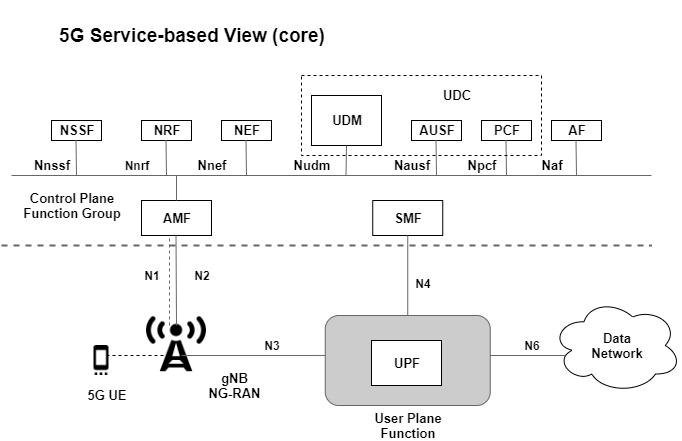 5G Service-based View (core)
UDC
NSSF
NRF
NEF
UDM
AUSF
PCF
AF
Nnssf
Nnrf
Nnef
Nudm
Nausf
Npcf
Naf
Control Plane
Function Group
AMF
SMF
N1
N2
N4
N3
N6
Data
Network
UPF
gNB
NG-RAN
5G UE
User Plane
Function